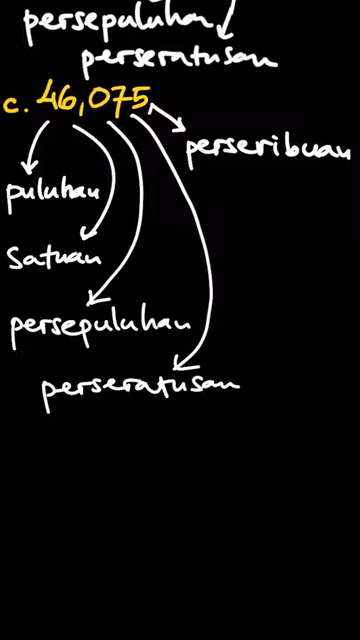 persepuluhan
perseratusan
c. 46,075
perseribuan
puluhan
Satuan
persepuluhan
perseratusan